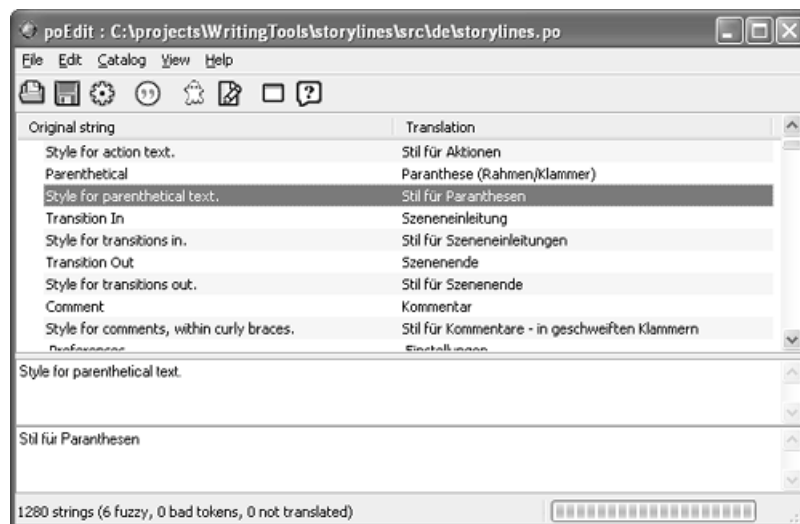 poEdit : C:\projects\WritingTools\storylines\src\de\storylines.po
File Edit Catalog View Help
Original string Translation
Style for action text. Stil für Aktionen
Parenthetical Paranthese (Rahmen/Klammer)
Style for parenthetical text. Stil für Paranthesen
Transition In Szeneneinleitung
Style for transitions in. Stil für Szeneneinleitungen
Transition Out Szenenende
Style for transitions out. Stil für Szenenende
Comment Kommentar
Style for comments, within curly braces. Stil für Kommentare - in geschweiften Klammern
Preferences Einstellungen
Style for parenthetical text.
Stil für Paranthesen
1280 strings (6 fuzzy, 0 bad tokens, 0 not translated)